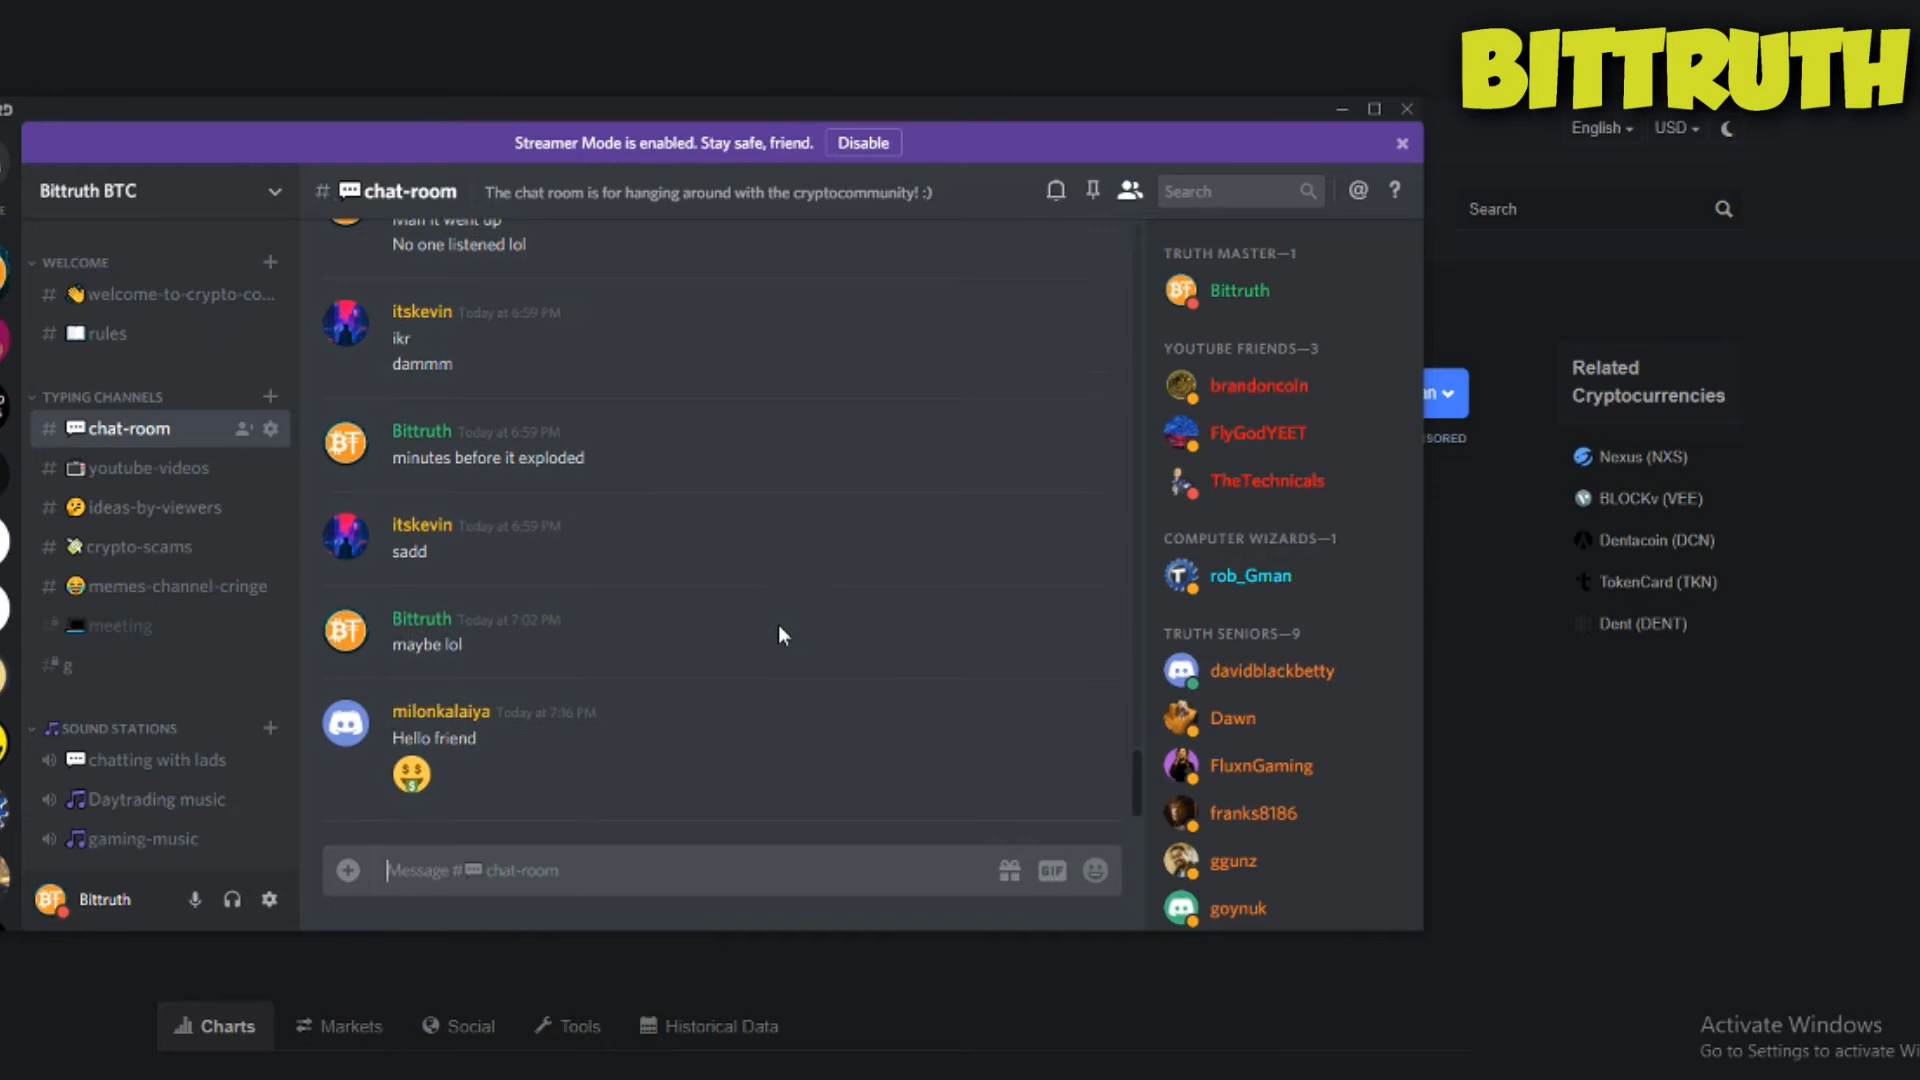 BITTRUTH
English
USD
Streamer Mode is enabled. Stay safe, friend.
Disable
Bittruth BTC
# 💬chat-room
The chat room is for hanging around with the cryptocommunity! :)
Search
Search
WELCOME
# 👋welcome-to-crypto-co...
# rules
TYPING CHANNELS
# 💬chat-room
# 📺youtube-videos
# 🤔ideas-by-viewers
# 💸crypto-scams
# 😂memes-channel-cringe
# 💻meeting
# g
🎵SOUND STATIONS
💬chatting with lads
🎵Daytrading music
🎵gaming-music
Bittruth
Man it went up
No one listened lol
itskevin Today at 6:59 PM
ikr
dammm
Bittruth Today at 6:59 PM
minutes before it exploded
itskevin Today at 6:59 PM
sadd
Bittruth Today at 7:02 PM
maybe lol
milonkalaiya Today at 7:16 PM
Hello friend
🤑
Message #💬chat-room
GIF
TRUTH MASTER—1
Bittruth
YOUTUBE FRIENDS—3
brandoncoin
FlyGodYEET
TheTechnicals
COMPUTER WIZARDS—1
rob_Gman
TRUTH SENIORS—9
davidblackbetty
Dawn
FluxnGaming
franks8186
ggunz
goynuk
Related
Cryptocurrencies
Nexus (NXS)
BLOCKv (VEE)
Dentacoin (DCN)
TokenCard (TKN)
Dent (DENT)
Charts
Markets
Social
Tools
Historical Data
Activate Windows
Go to Settings to activate Wi